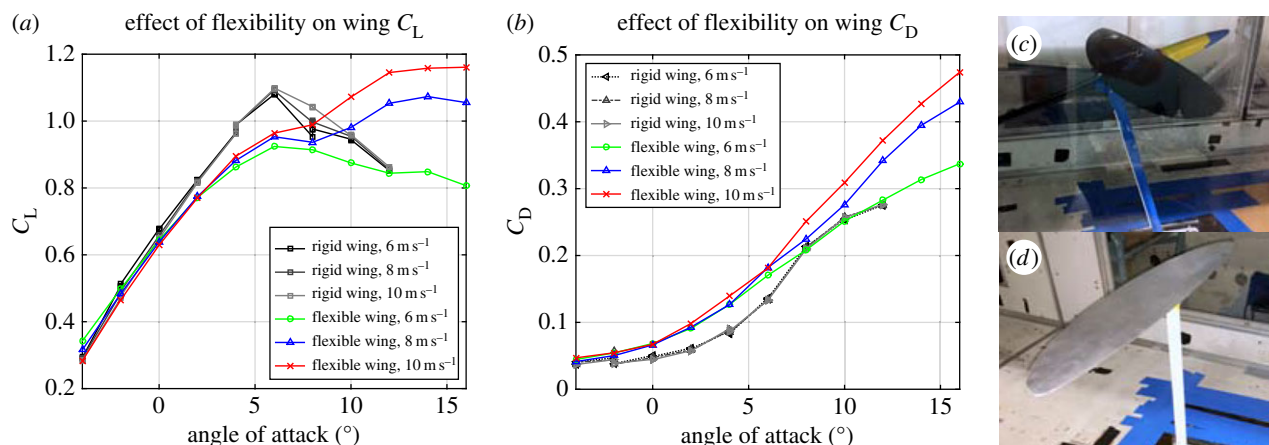 (a)
effect of flexibility on wing C_L
1.2
1.0
0.8
0.6
0.4
0.2
C_L
0
5
10
15
angle of attack (°)
rigid wing, 6 m s⁻¹
rigid wing, 8 m s⁻¹
rigid wing, 10 m s⁻¹
flexible wing, 6 m s⁻¹
flexible wing, 8 m s⁻¹
flexible wing, 10 m s⁻¹
(b)
effect of flexibility on wing C_D
0.5
0.4
0.3
0.2
0.1
0
C_D
0
5
10
15
angle of attack (°)
rigid wing, 6 m s⁻¹
rigid wing, 8 m s⁻¹
rigid wing, 10 m s⁻¹
flexible wing, 6 m s⁻¹
flexible wing, 8 m s⁻¹
flexible wing, 10 m s⁻¹
(c)
(d)